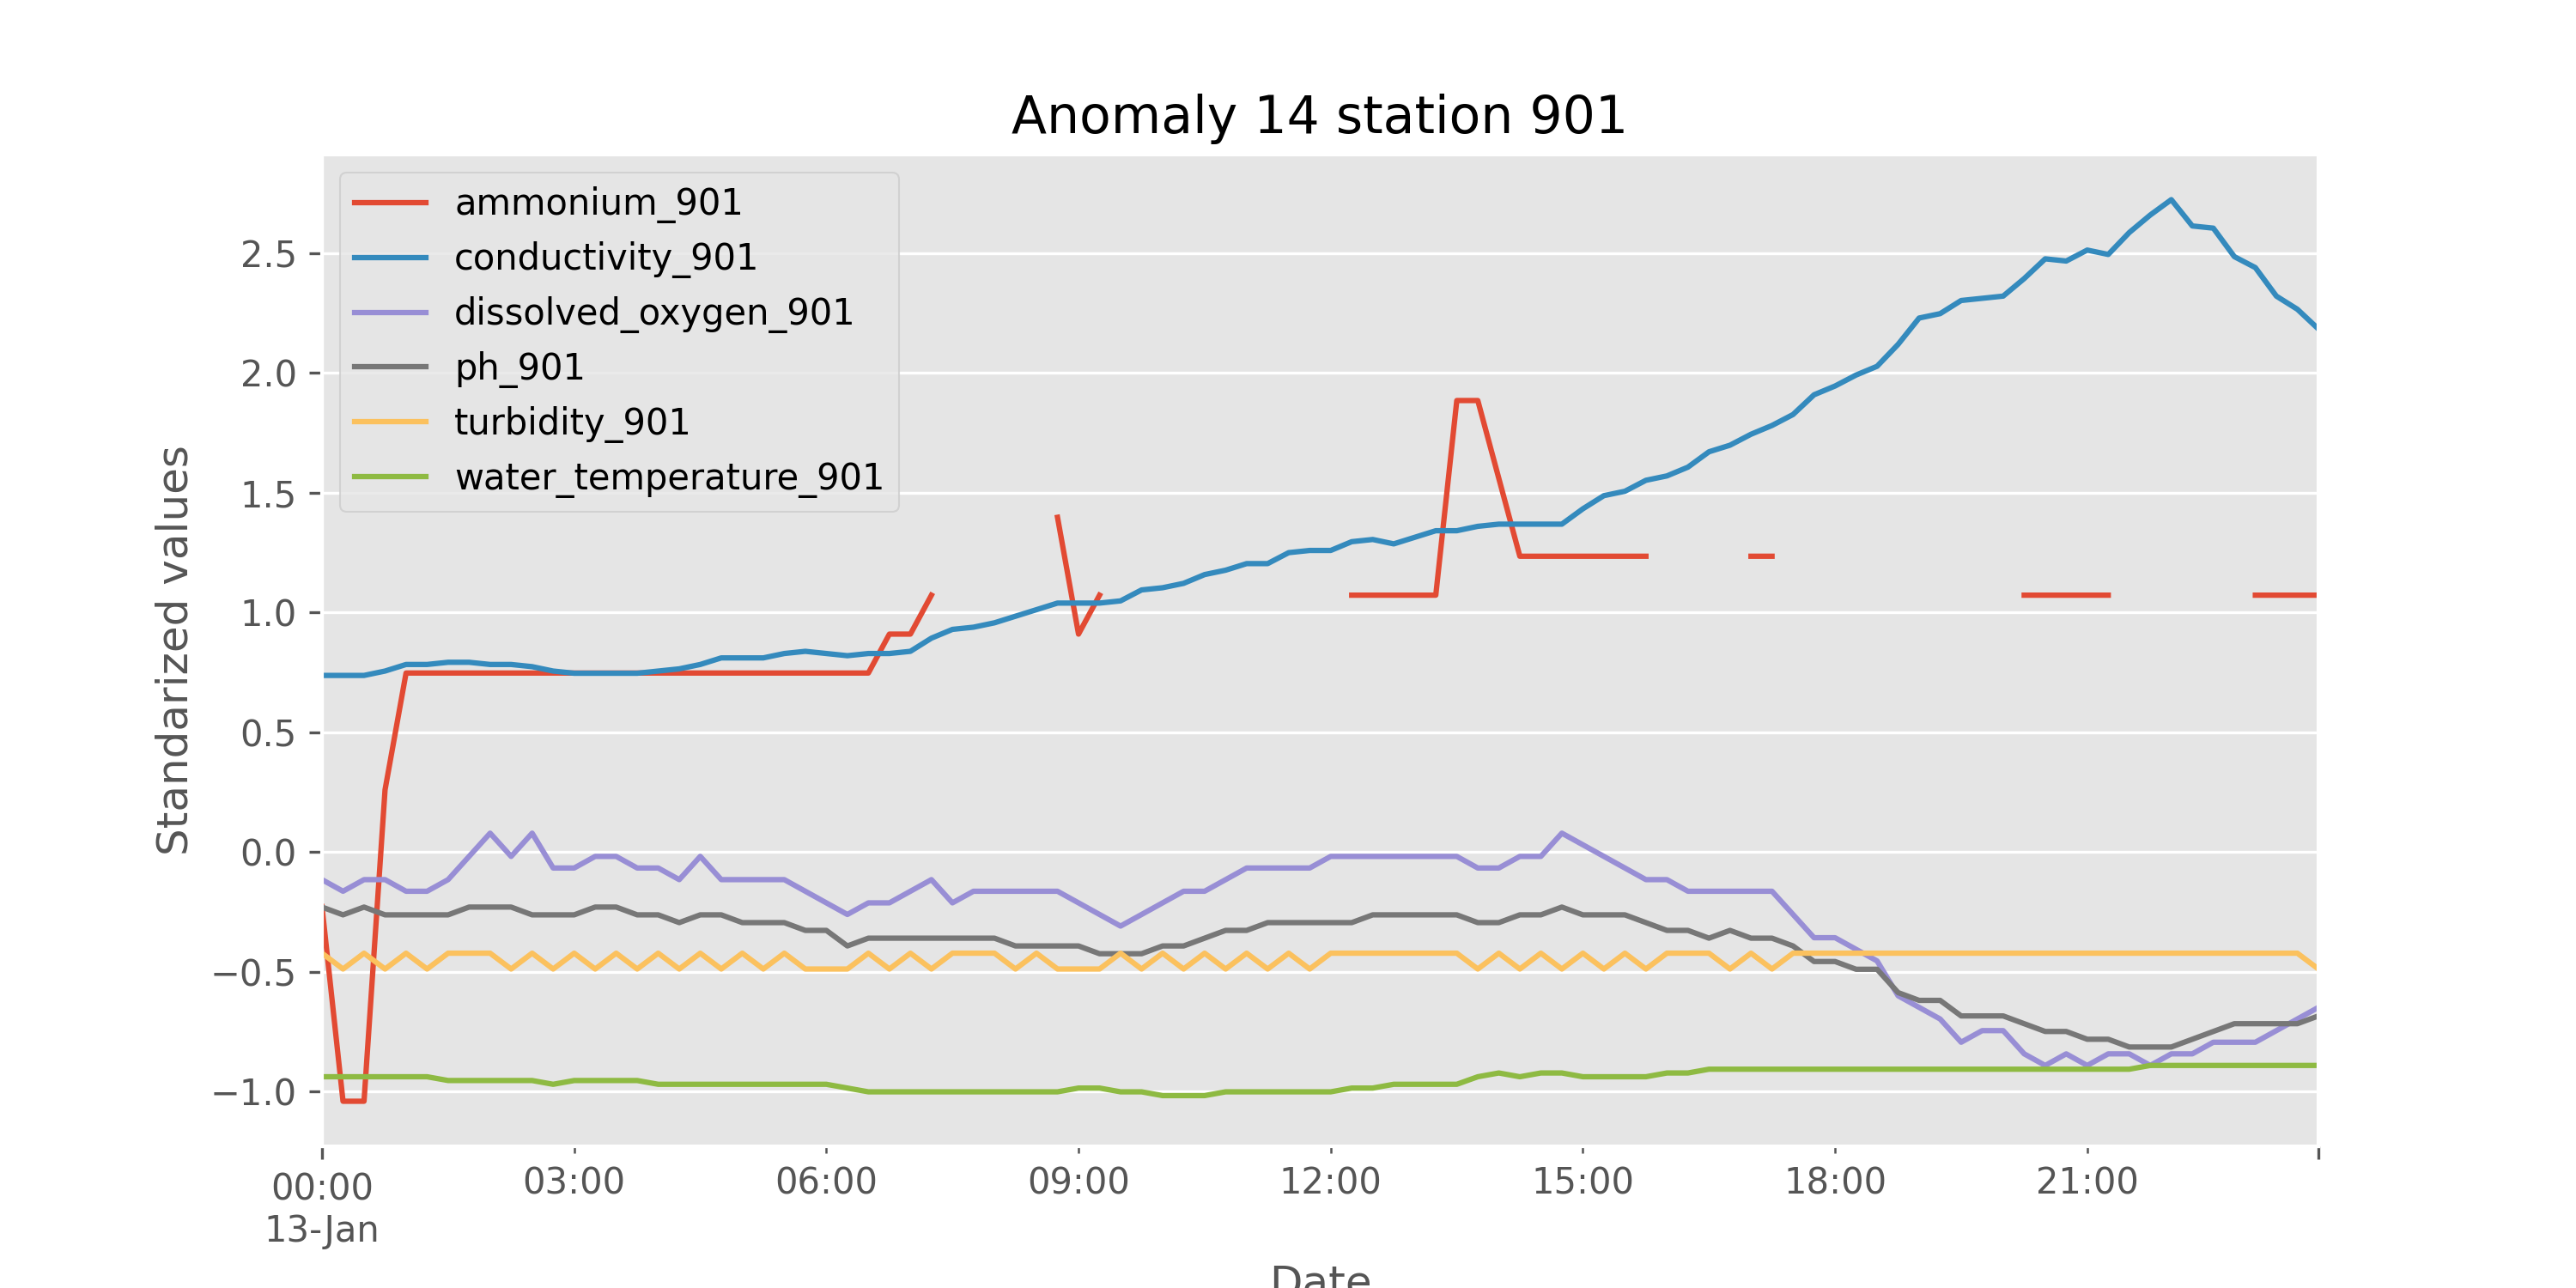 Anomaly 14 station 901
ammonium_901
conductivity_901
dissolved_oxygen_901
ph_901
turbidity_901
water_temperature_901
Standarized values
2.5
2.0
1.5
1.0
0.5
0.0
−0.5
−1.0
00:00 03:00 06:00 09:00 12:00 15:00 18:00 21:00
13-Jan
Date